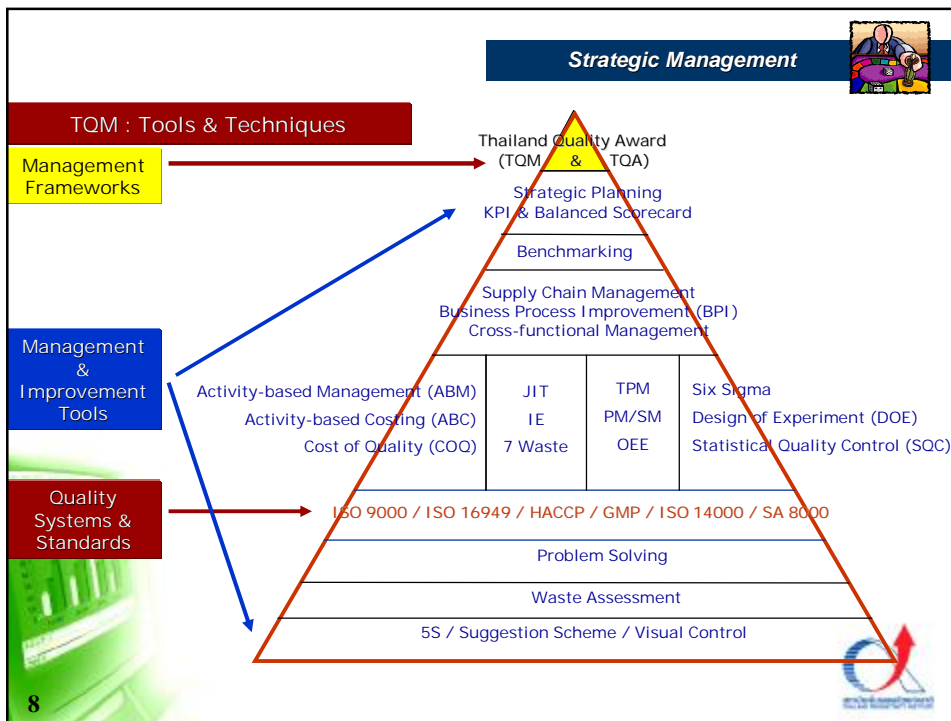 Strategic Management
TQM : Tools & Techniques
Management
Frameworks
Thailand Quality Award
(TQM & TQA)
Strategic Planning
KPI & Balanced Scorecard
Benchmarking
Supply Chain Management
Business Process Improvement (BPI)
Cross-functional Management
Management
&
Improvement
Tools
Activity-based Management (ABM)
Activity-based Costing (ABC)
Cost of Quality (COQ)
JIT
IE
7 Waste
TPM
PM/SM
OEE
Six Sigma
Design of Experiment (DOE)
Statistical Quality Control (SQC)
Quality
Systems &
Standards
ISO 9000 / ISO 16949 / HACCP / GMP / ISO 14000 / SA 8000
Problem Solving
Waste Assessment
5S / Suggestion Scheme / Visual Control
8